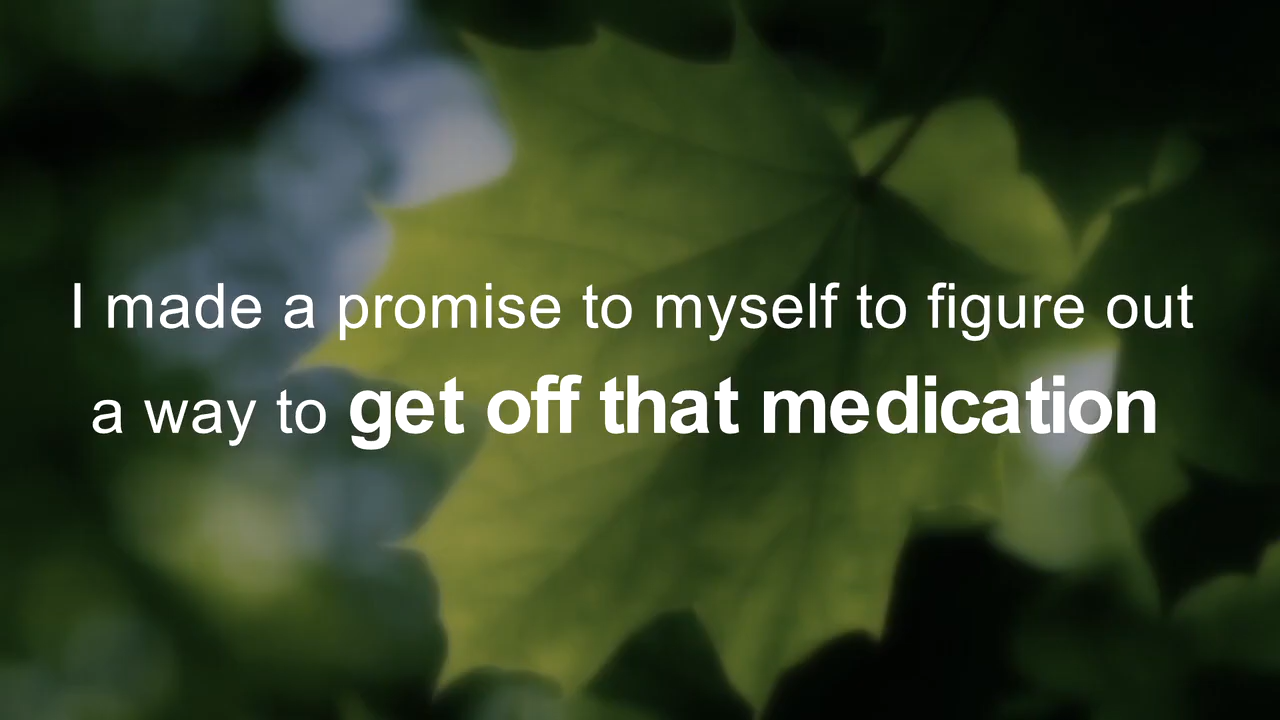 I made a promise to myself to figure out
a way to get off that medication